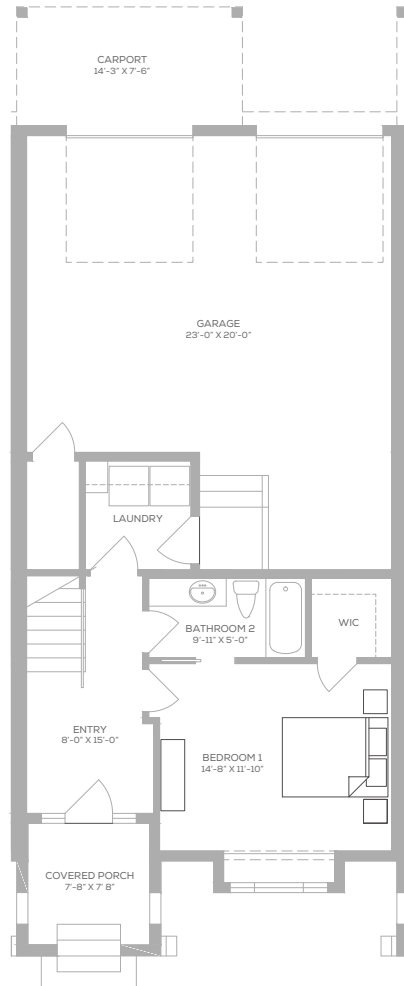 CARPORT
14'-3" X 7'-6"
GARAGE
23'-0" X 20'-0"
LAUNDRY
BATHROOM 2
9'-11" X 5'-0"
WIC
ENTRY
8'-0" X 15'-0"
BEDROOM 1
14'-8" X 11'-10"
COVERED PORCH
7'-8" X 7' 8"